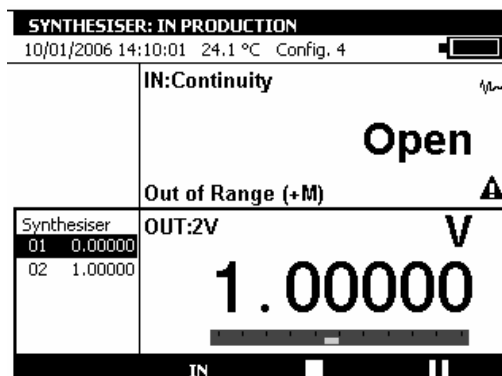 SYNTHESISER: IN PRODUCTION
10/01/2006 14:10:01 24.1 °C Config. 4
IN:Continuity
Open
Out of Range (+M)
Synthesiser
01 0.00000
02 1.00000
OUT:2V
V
1.00000
IN